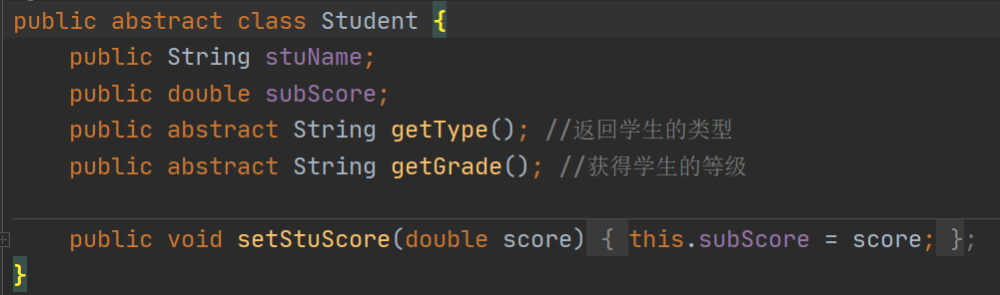 public abstract class Student {
public String stuName;
public double subScore;
public abstract String getType(); //返回学生的类型
public abstract String getGrade(); //获得学生的等级
public void setStuScore(double score) { this.subScore = score; };
}